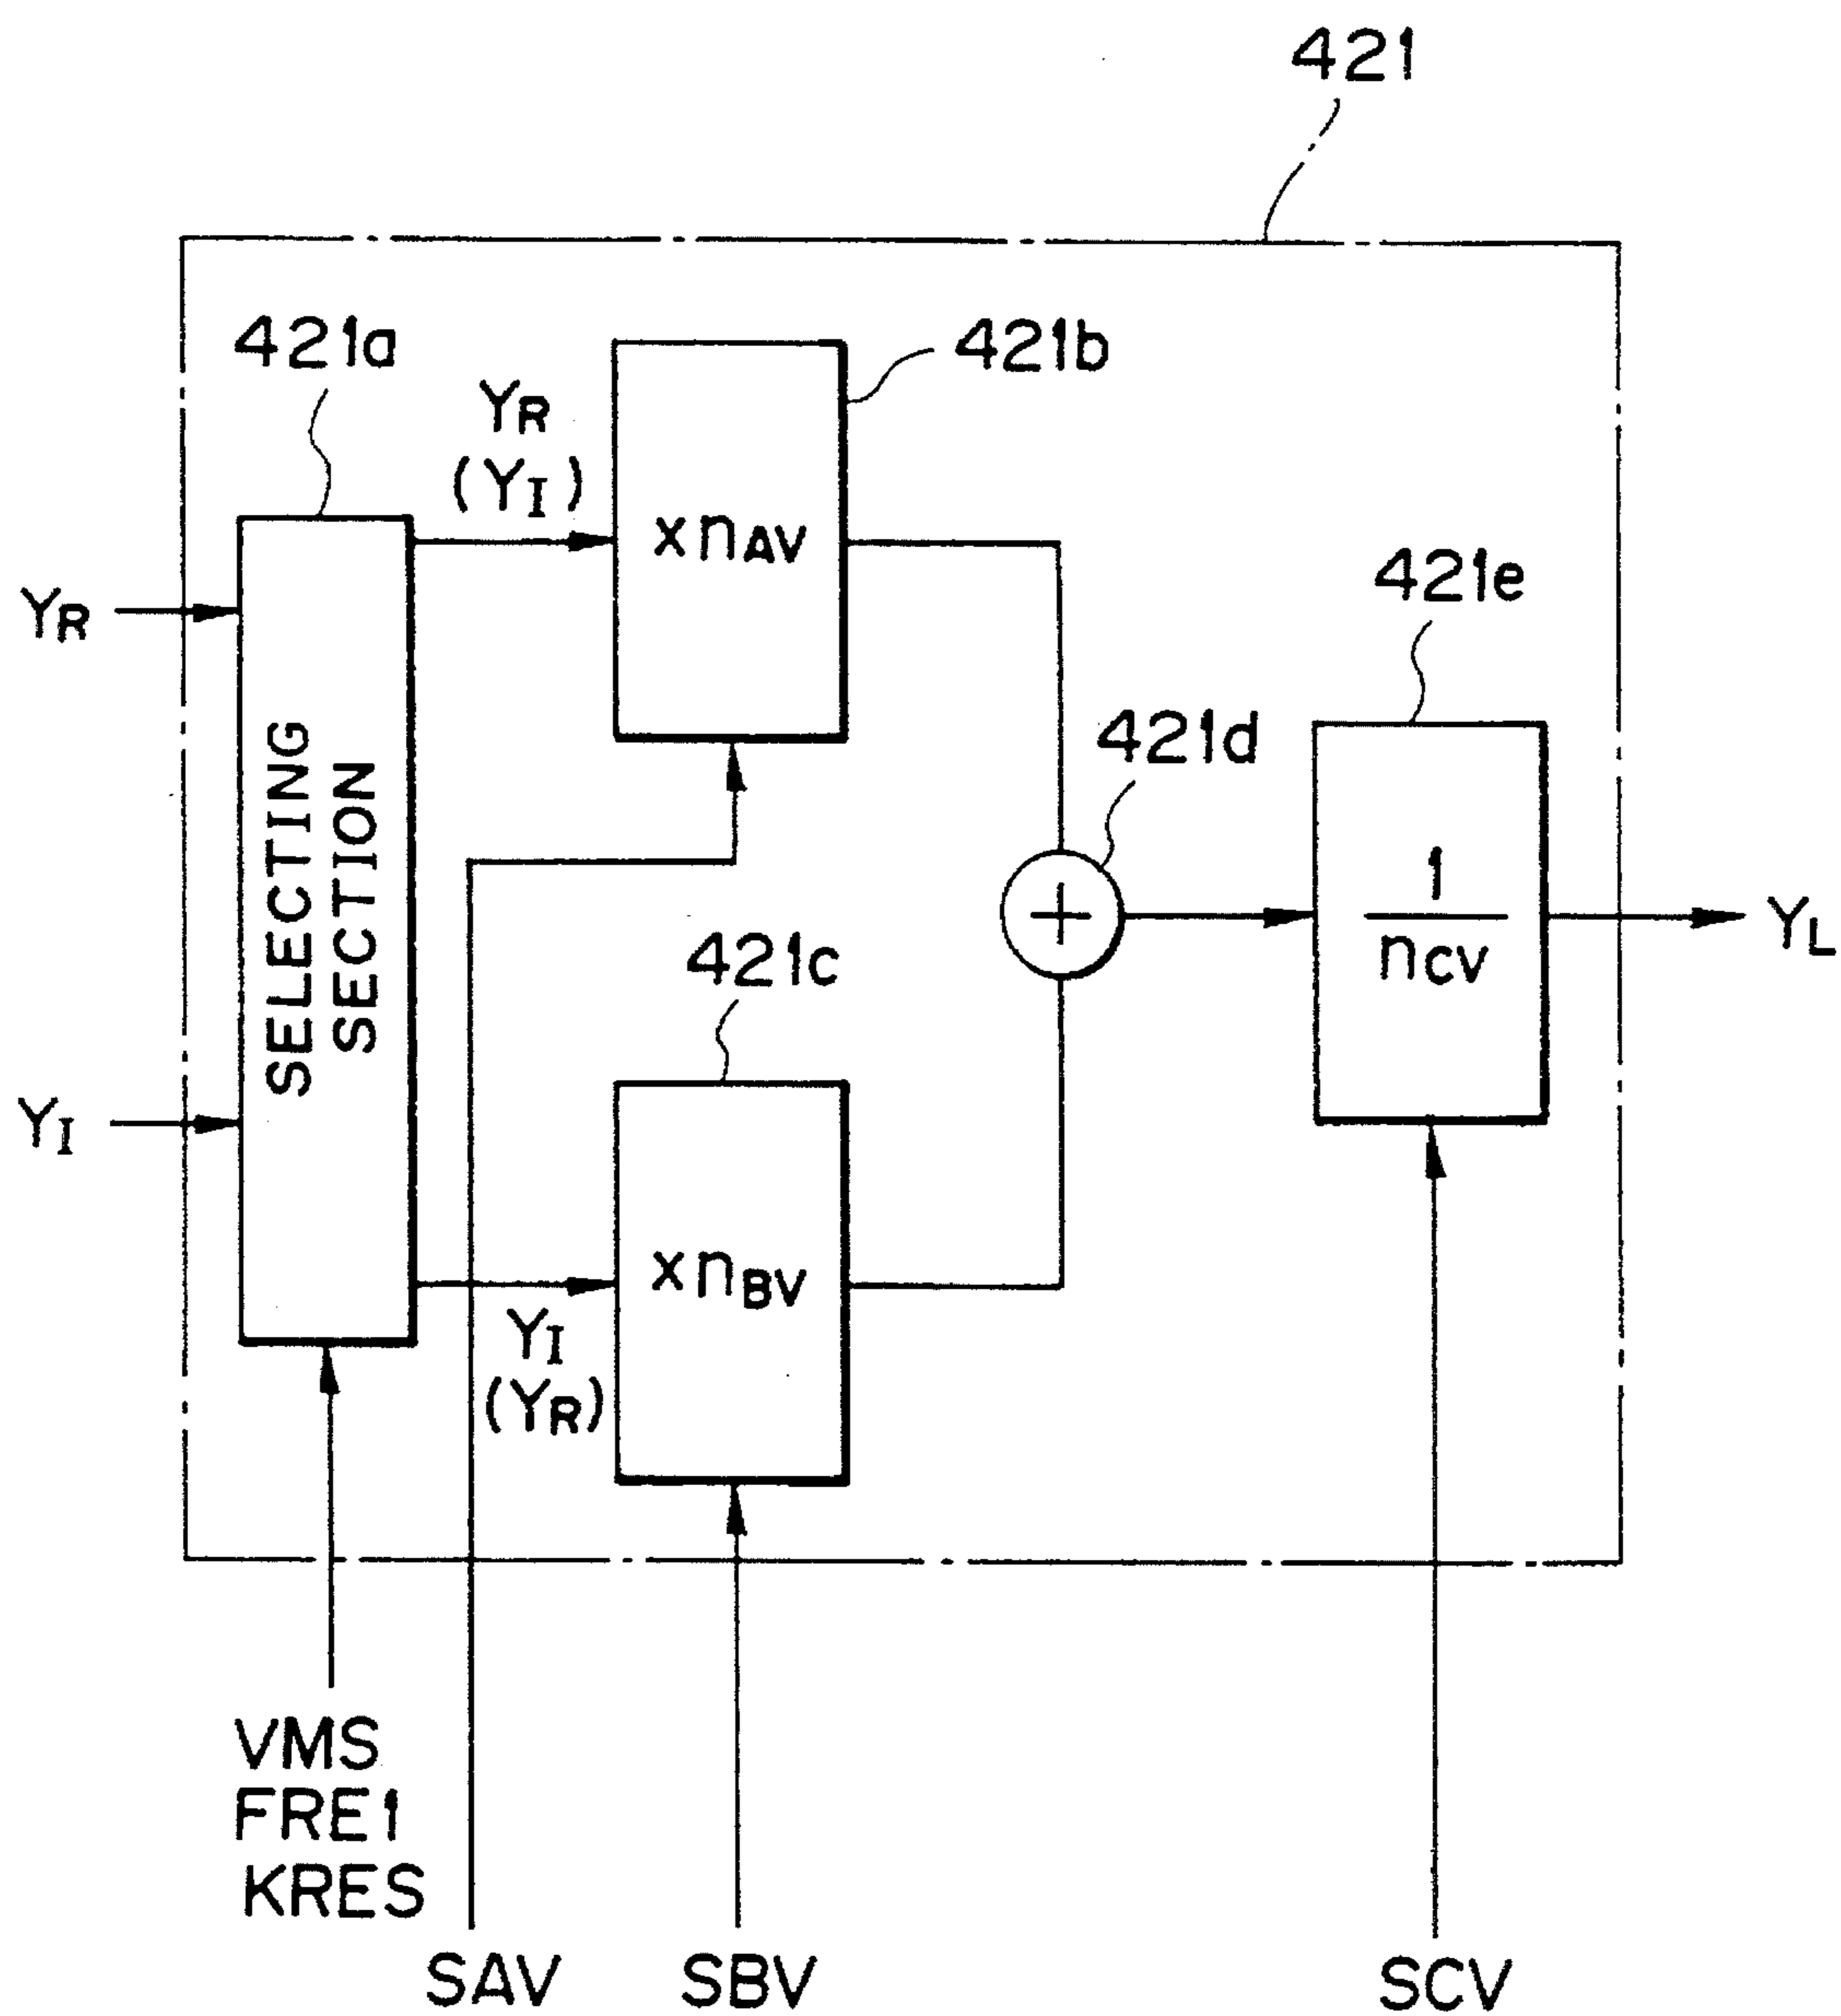 421
421a
421b
YR
(YI)
xnAV
YR
421e
421d
SELECTING
SECTION
1
nCV
YL
421c
YI
xnBV
YI
(YR)
VMS
FRE1
KRES
SAV
SBV
SCV